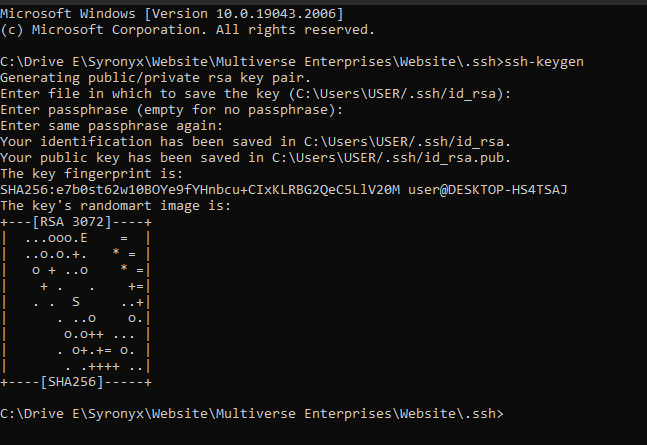 Microsoft Windows [Version 10.0.19043.2006]
(c) Microsoft Corporation. All rights reserved.
C:\Drive E\Syronyx\Website\Multiverse Enterprises\Website\.ssh>ssh-keygen
Generating public/private rsa key pair.
Enter file in which to save the key (C:\Users\USER/.ssh/id_rsa):
Enter passphrase (empty for no passphrase):
Enter same passphrase again:
Your identification has been saved in C:\Users\USER/.ssh/id_rsa.
Your public key has been saved in C:\Users\USER/.ssh/id_rsa.pub.
The key fingerprint is:
SHA256:e7b0st62w10BOYe9fYHnbcu+CIxKLRBG2QeC5LlV20M user@DESKTOP-HS4TSAJ
The key's randomart image is:
+---[RSA 3072]----+
|  ...ooo.E    =  |
|  ..o.o.+.   * = |
|   o + ..o    * =|
|    + .   .    +=|
|   . .  S     ..+|
|      . ..o    o.|
|       o.o++ ... |
|      . o+.+= o. |
|       . .++++ ..|
+----[SHA256]-----+
C:\Drive E\Syronyx\Website\Multiverse Enterprises\Website\.ssh>